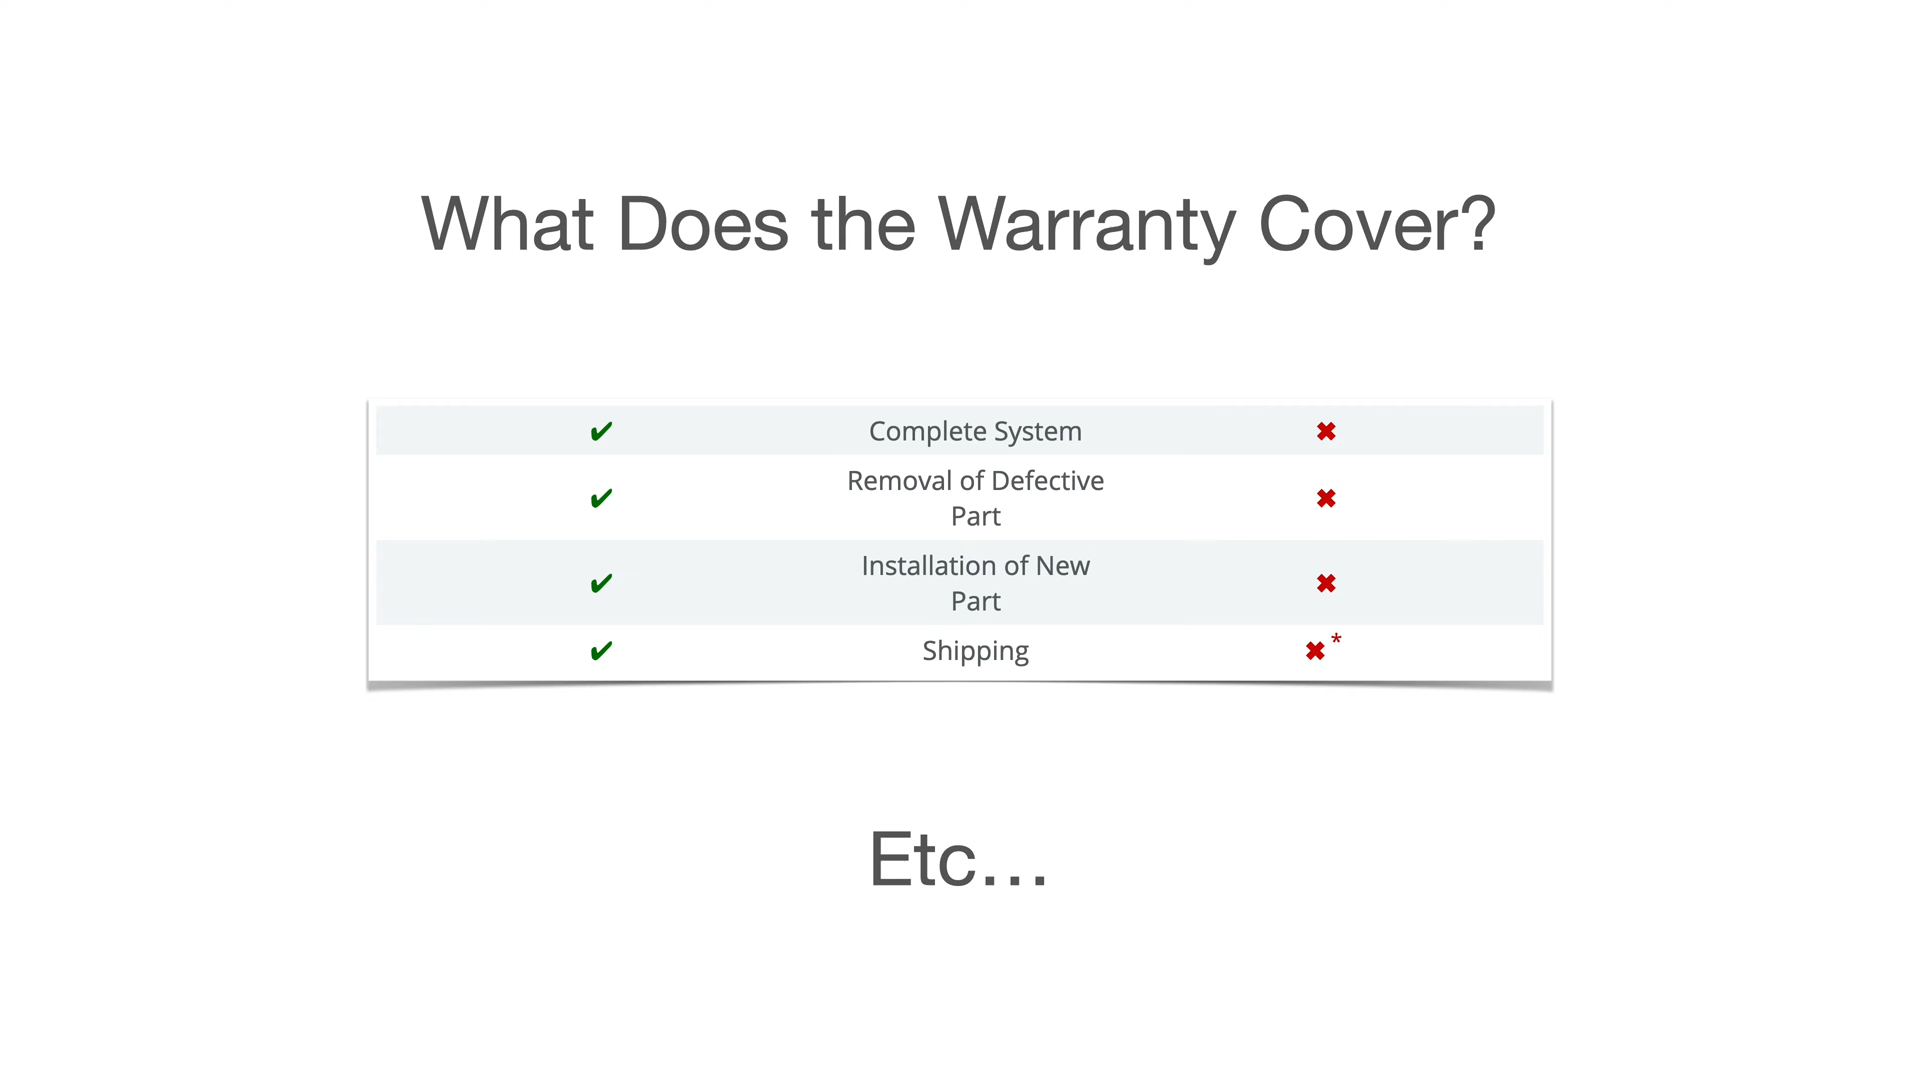 What Does the Warranty Cover?
✔ Complete System ✖
Removal of Defective
✔ Part ✖
Installation of New
✔ Part ✖
✔ Shipping ✖*
Etc...